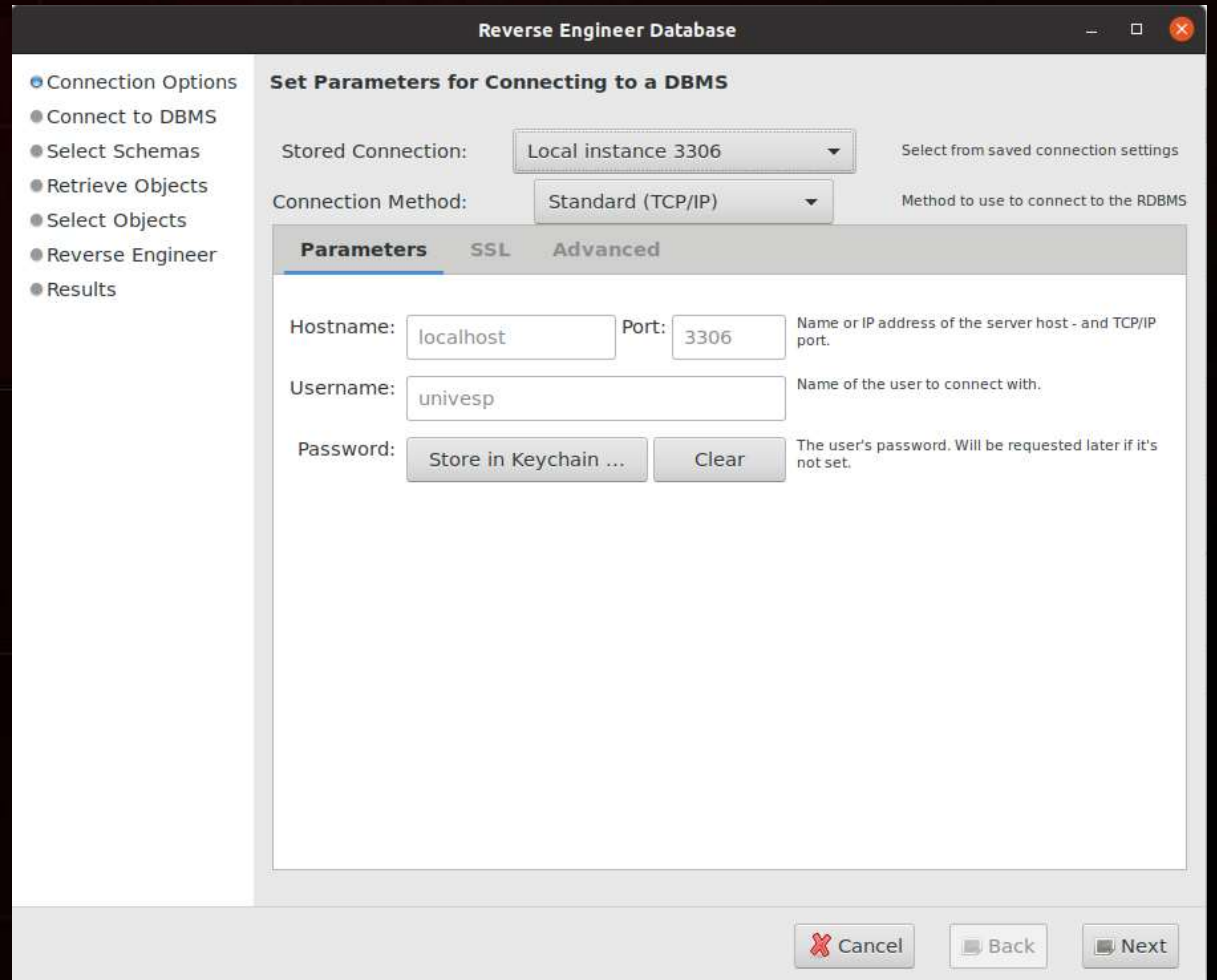 Reverse Engineer Database
Connection Options
Connect to DBMS
Select Schemas
Retrieve Objects
Select Objects
Reverse Engineer
Results
Set Parameters for Connecting to a DBMS
Stored Connection: Local instance 3306 Select from saved connection settings
Connection Method: Standard (TCP/IP) Method to use to connect to the RDBMS
Parameters SSL Advanced
Hostname: localhost Port: 3306 Name or IP address of the server host - and TCP/IP
port.
Username: univesp Name of the user to connect with.
Password: Store in Keychain ... Clear The user's password. Will be requested later if it's
not set.
Cancel Back Next